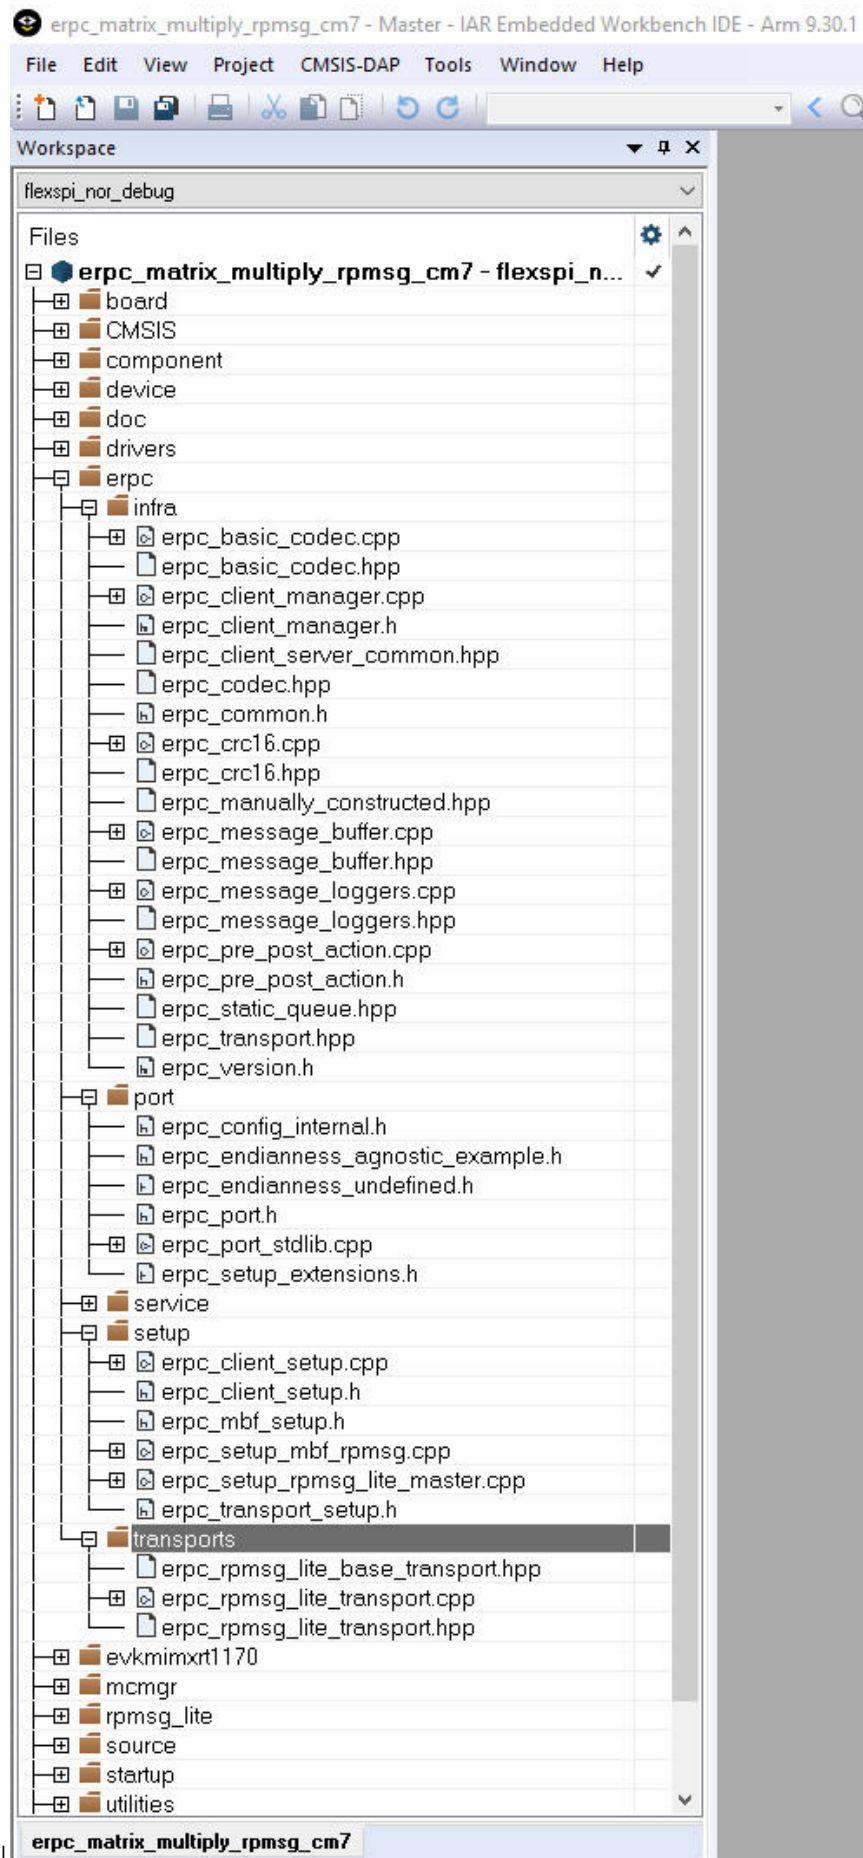 erpc_matrix_multiply_rpmsg_cm7 - Master - IAR Embedded Workbench IDE - Arm 9.30.1
File Edit View Project CMSIS-DAP Tools Window Help
Workspace
flexspi_nor_debug
Files
erpc_matrix_multiply_rpmsg_cm7 - flexspi_n...
board
CMSIS
component
device
doc
drivers
erpc
infra
erpc_basic_codec.cpp
erpc_basic_codec.hpp
erpc_client_manager.cpp
erpc_client_manager.h
erpc_client_server_common.hpp
erpc_codec.hpp
erpc_common.h
erpc_crc16.cpp
erpc_crc16.hpp
erpc_manually_constructed.hpp
erpc_message_buffer.cpp
erpc_message_buffer.hpp
erpc_message_loggers.cpp
erpc_message_loggers.hpp
erpc_pre_post_action.cpp
erpc_pre_post_action.h
erpc_static_queue.hpp
erpc_transport.hpp
erpc_version.h
port
erpc_config_internal.h
erpc_endianness_agnostic_example.h
erpc_endianness_undefined.h
erpc_port.h
erpc_port_stdlib.cpp
erpc_setup_extensions.h
service
setup
erpc_client_setup.cpp
erpc_client_setup.h
erpc_mbf_setup.h
erpc_setup_mbf_rpmsg.cpp
erpc_setup_rpmsg_lite_master.cpp
erpc_transport_setup.h
transports
erpc_rpmsg_lite_base_transport.hpp
erpc_rpmsg_lite_transport.cpp
erpc_rpmsg_lite_transport.hpp
evkmimxrt1170
mcmgr
rpmsg_lite
source
startup
utilities
erpc_matrix_multiply_rpmsg_cm7